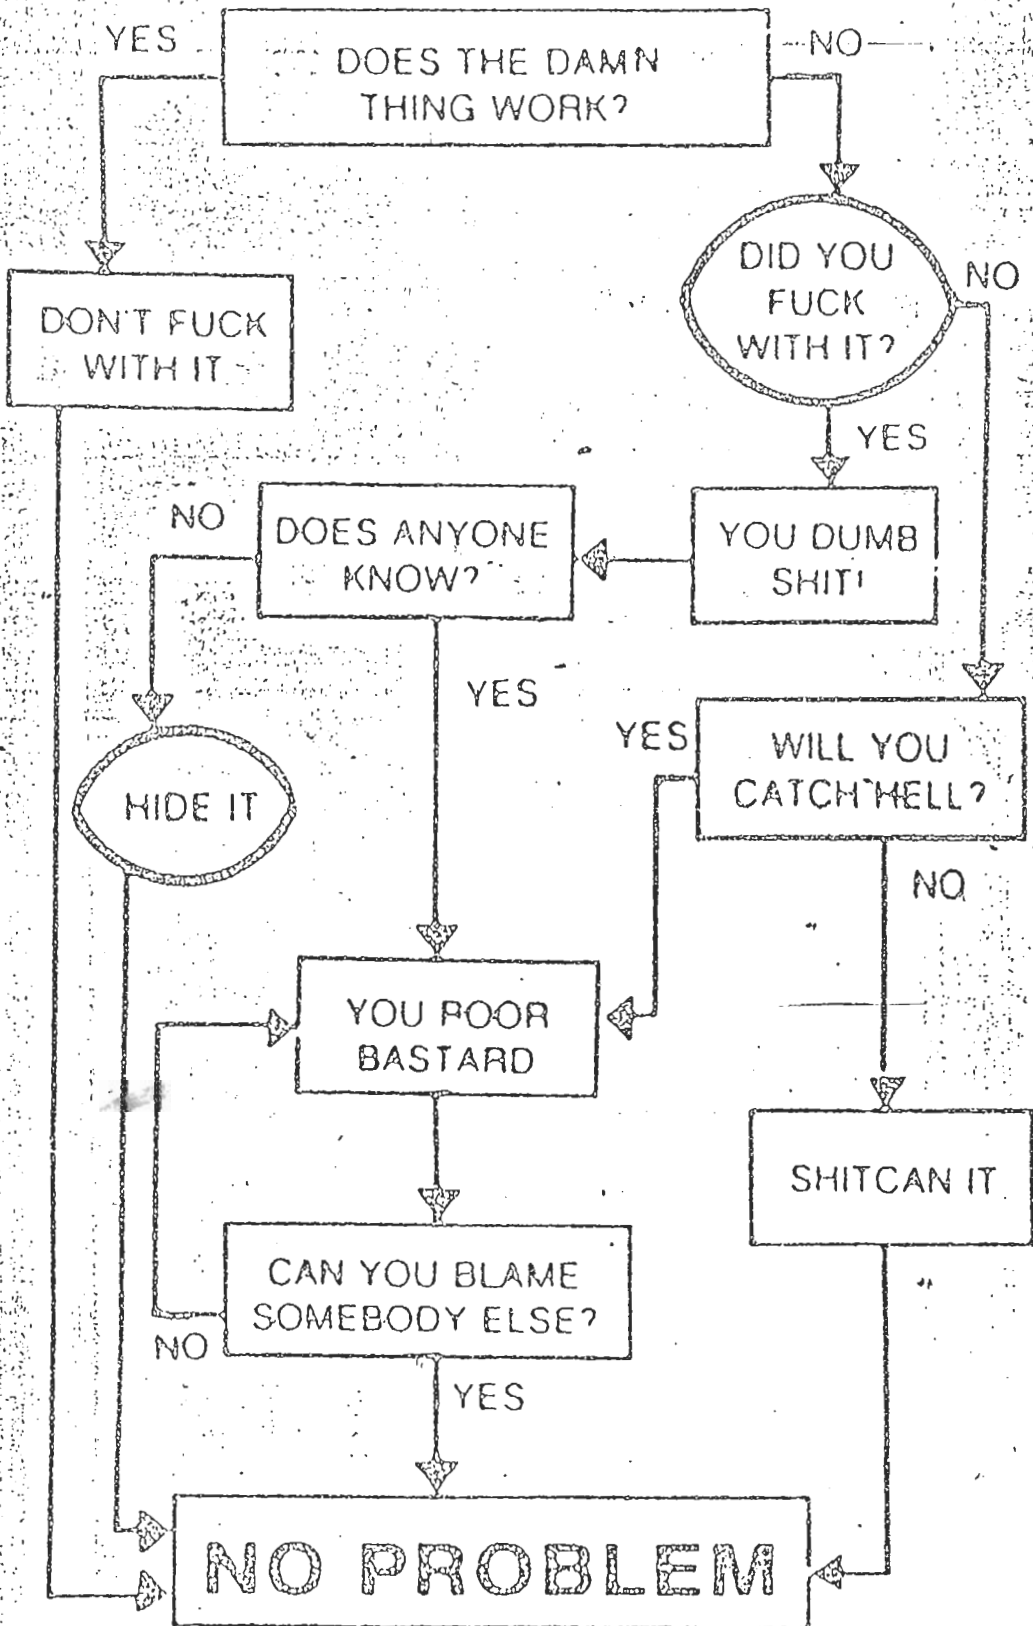 YES
NO
DOES THE DAMN
THING WORK?
DID YOU
FUCK
WITH IT?
NO
DON'T FUCK
WITH IT
YES
NO
DOES ANYONE
KNOW?
YOU DUMB
SHIT!
YES
YES
WILL YOU
CATCH HELL?
HIDE IT
NO
YOU POOR
BASTARD
SHITCAN IT
CAN YOU BLAME
SOMEBODY ELSE?
NO
YES
NO PROBLEM